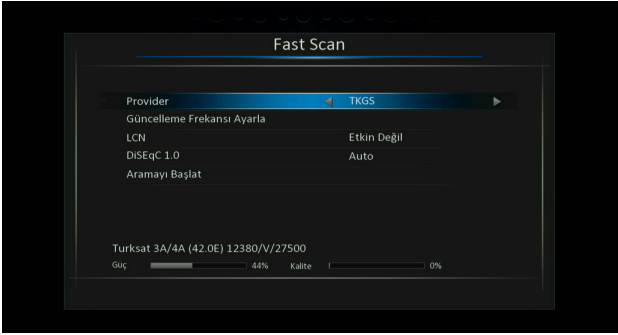 Fast Scan
Provider TKGS
Güncelleme Frekansı Ayarla
LCN Etkin Değil
DiSEqC 1.0 Auto
Aramayı Başlat
Turksat 3A/4A (42.0E) 12380/V/27500
Güç 44% Kalite 0%